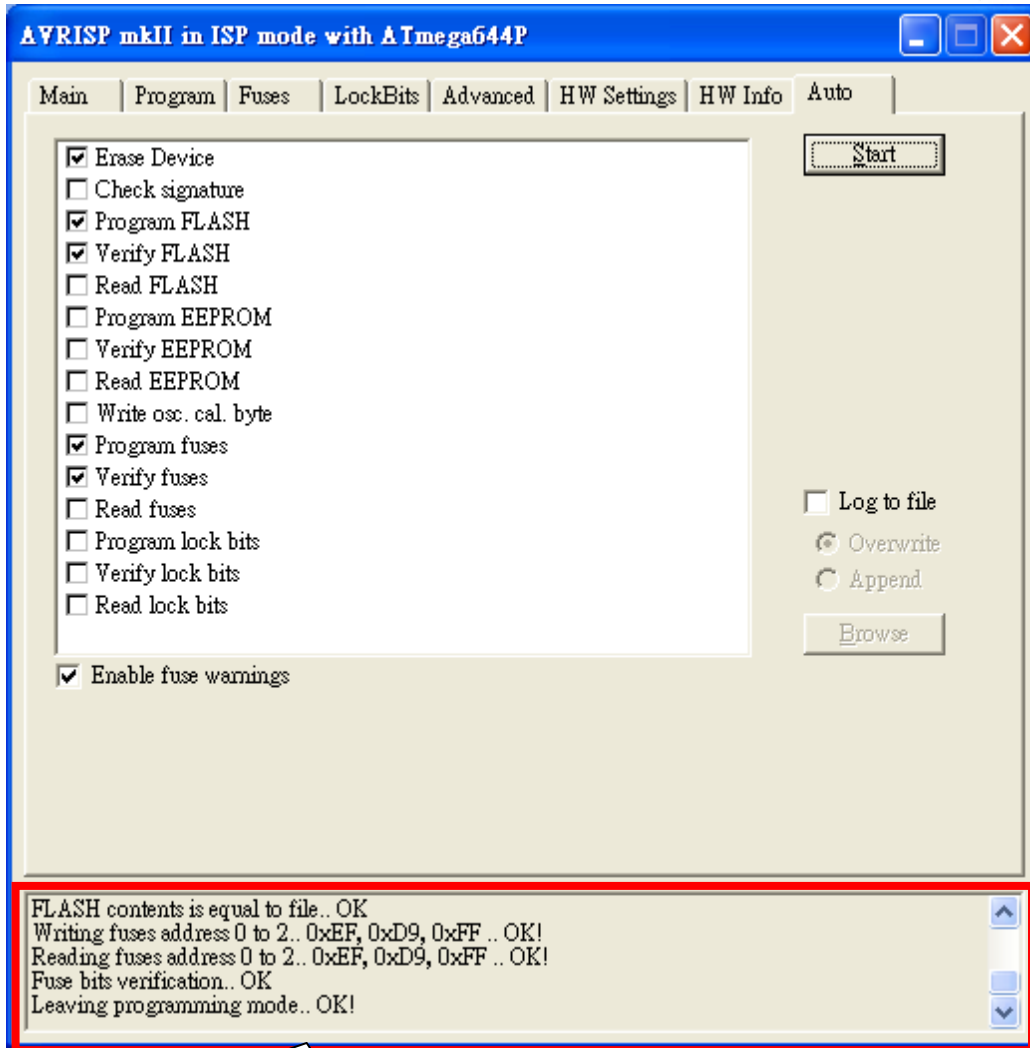 AVRISP mkII in ISP mode with ATmega644P
Main Program Fuses LockBits Advanced HW Settings HW Info Auto
Erase Device
Start
Check signature
Program FLASH
Verify FLASH
Read FLASH
Program EEPROM
Verify EEPROM
Read EEPROM
Write osc. cal. byte
Program fuses
Verify fuses
Read fuses
Program lock bits
Verify lock bits
Read lock bits
Log to file
Overwrite
Append
Browse
Enable fuse warnings
FLASH contents is equal to file.. OK
Writing fuses address 0 to 2.. 0xEF, 0xD9, 0xFF .. OK!
Reading fuses address 0 to 2.. 0xEF, 0xD9, 0xFF .. OK!
Fuse bits verification.. OK
Leaving programming mode.. OK!